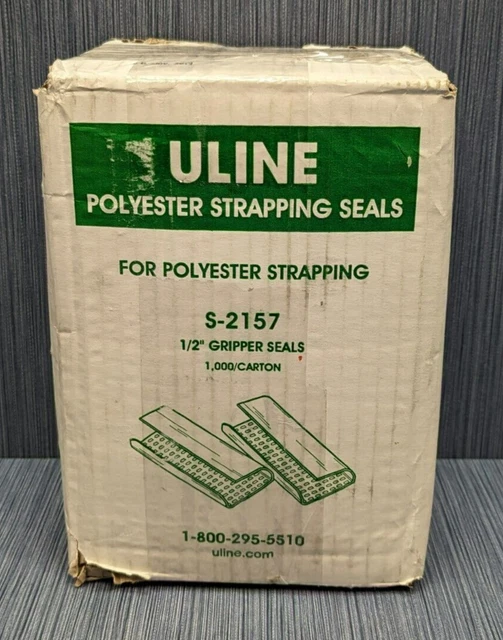 ULINE
POLYESTER STRAPPING SEALS
FOR POLYESTER STRAPPING
S-2157
1/2" GRIPPER SEALS
1,000/CARTON
1-800-295-5510
uline.com